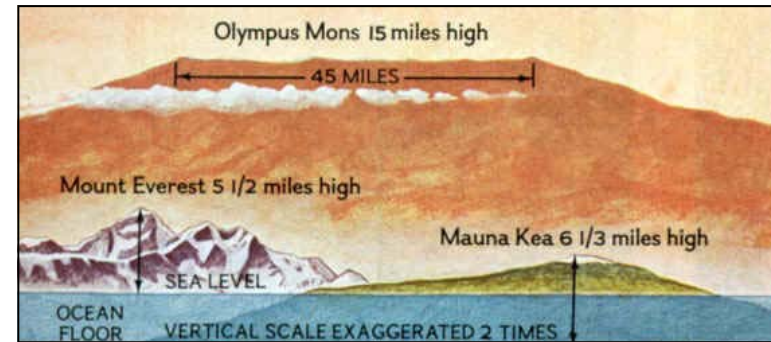 Olympus Mons 15 miles high
45 MILES
Mount Everest 5 1/2 miles high
Mauna Kea 6 1/3 miles high
SEA LEVEL
OCEAN
FLOOR
VERTICAL SCALE EXAGGERATED 2 TIMES